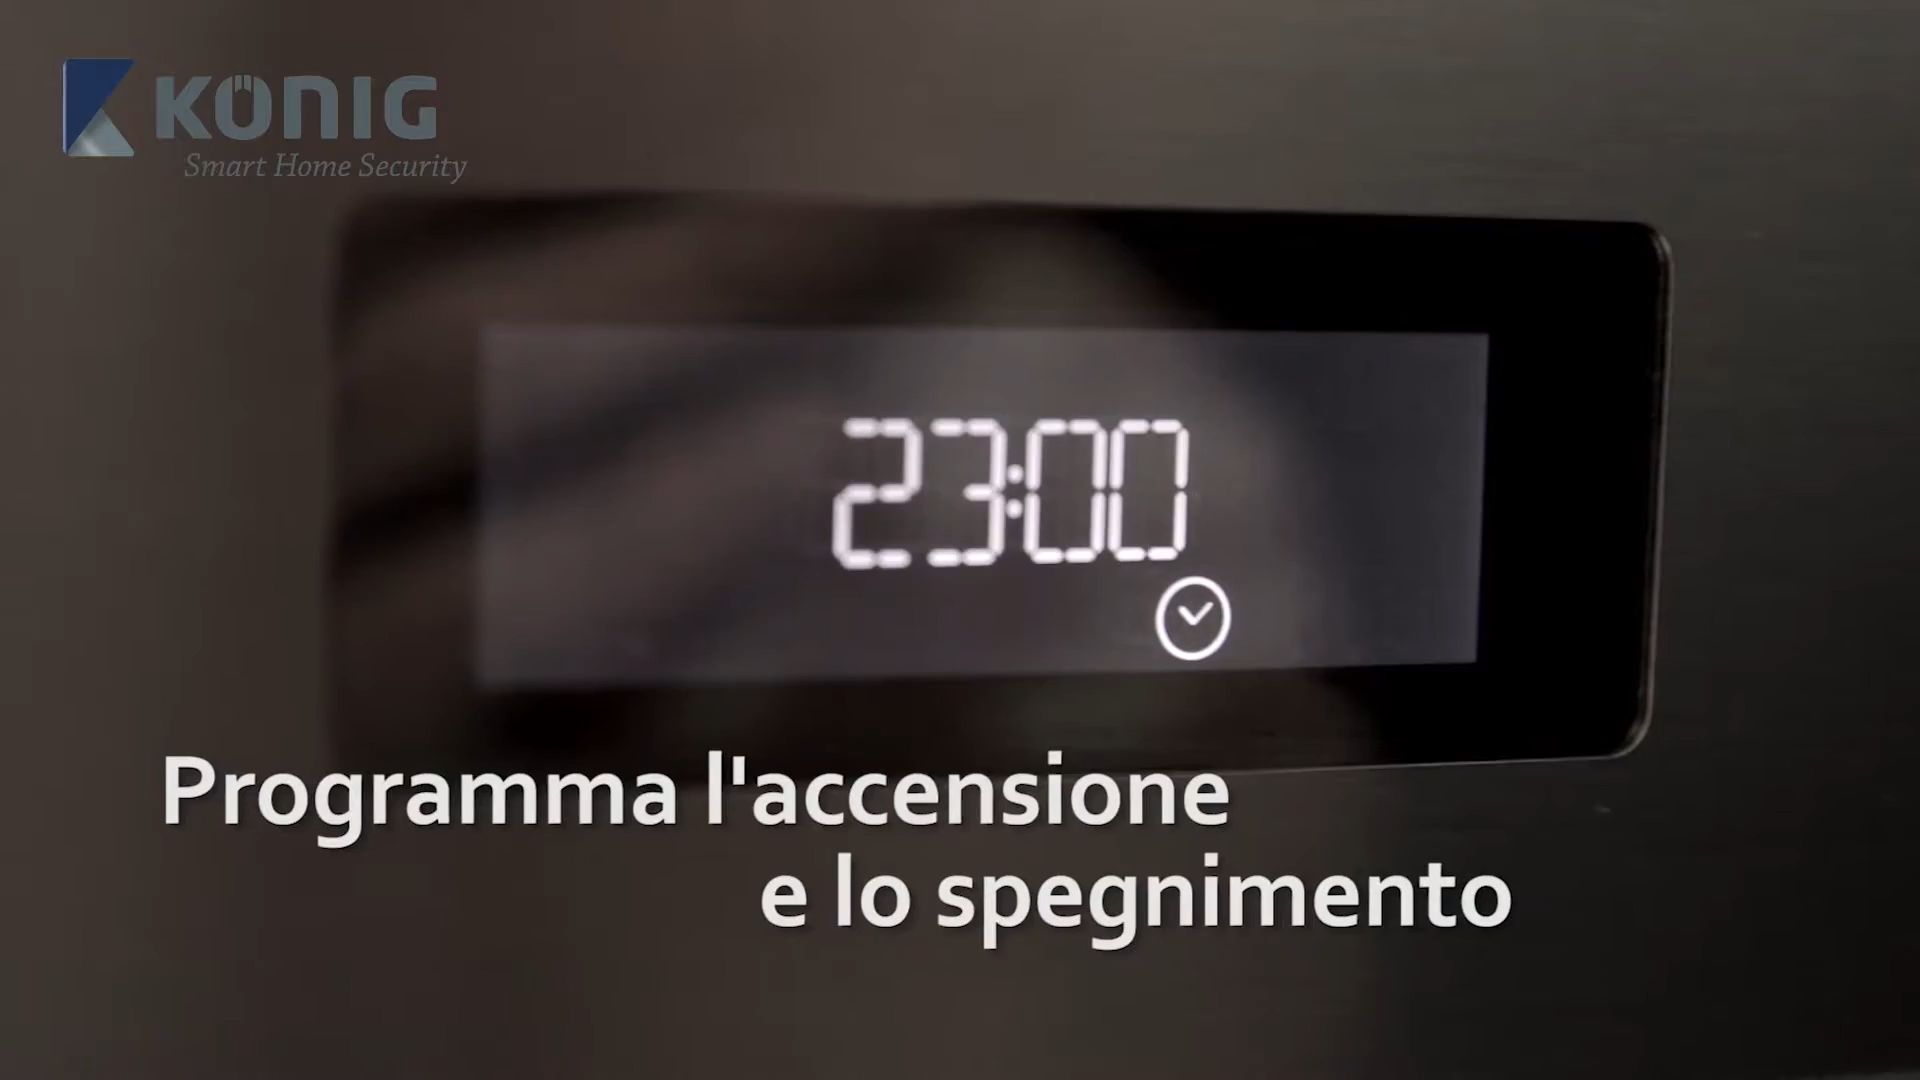 KÖNIG
Smart Home Security
23:00
Programma l'accensione
e lo spegnimento